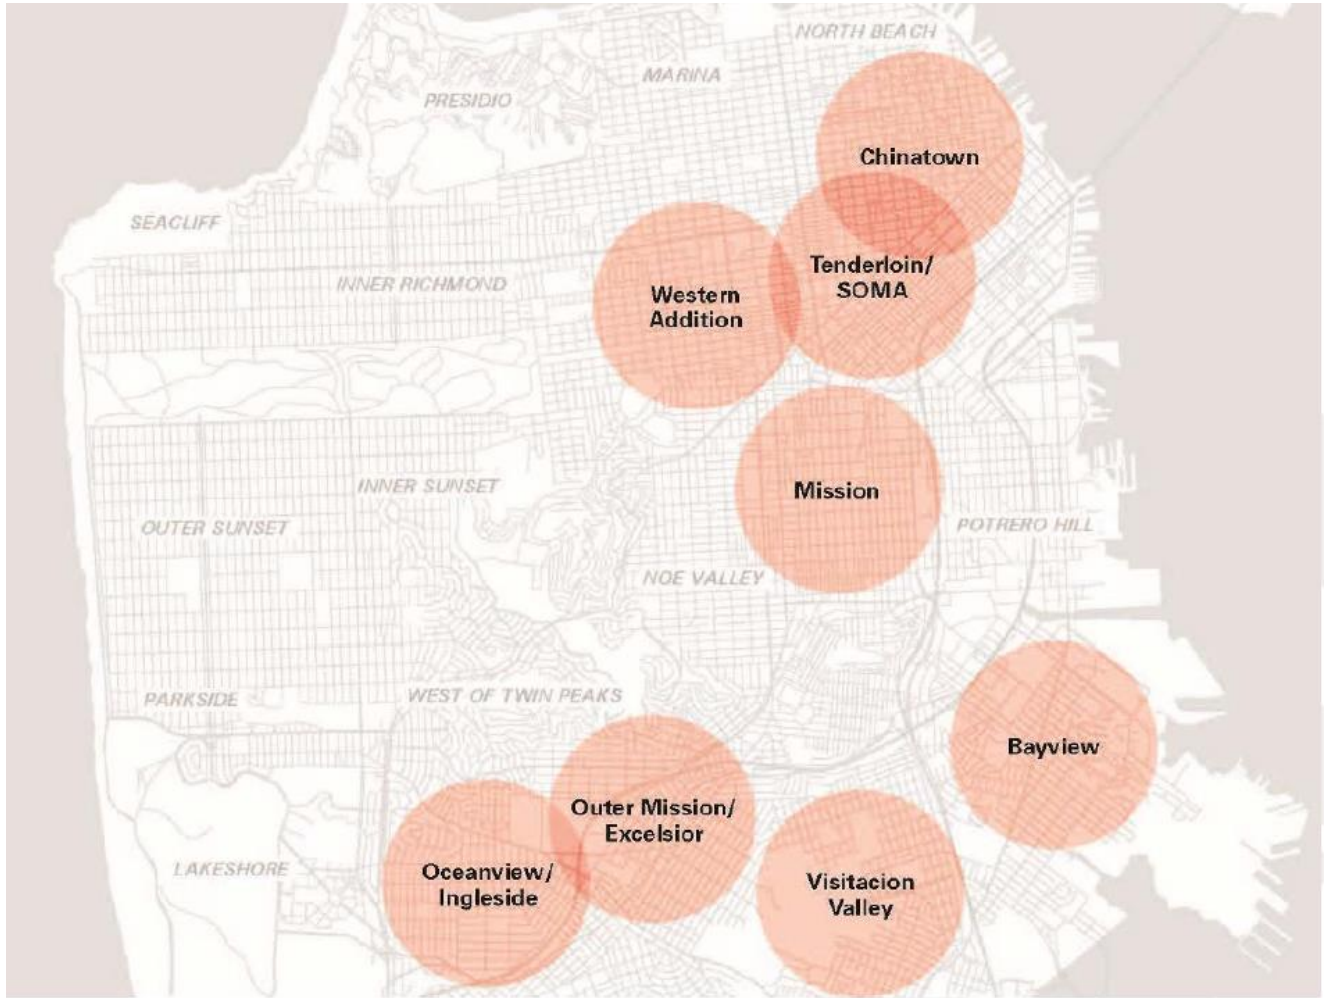 NORTH BEACH
MARINA
PRESIDIO
Chinatown
SEACLIFF
INNER RICHMOND
Tenderloin/
SOMA
Western
Addition
INNER SUNSET
Mission
OUTER SUNSET
POTRERO HILL
NOE VALLEY
PARKSIDE
WEST OF TWIN PEAKS
Bayview
Outer Mission/
Excelsior
LAKESHORE
Oceanview/
Ingleside
Visitacion
Valley